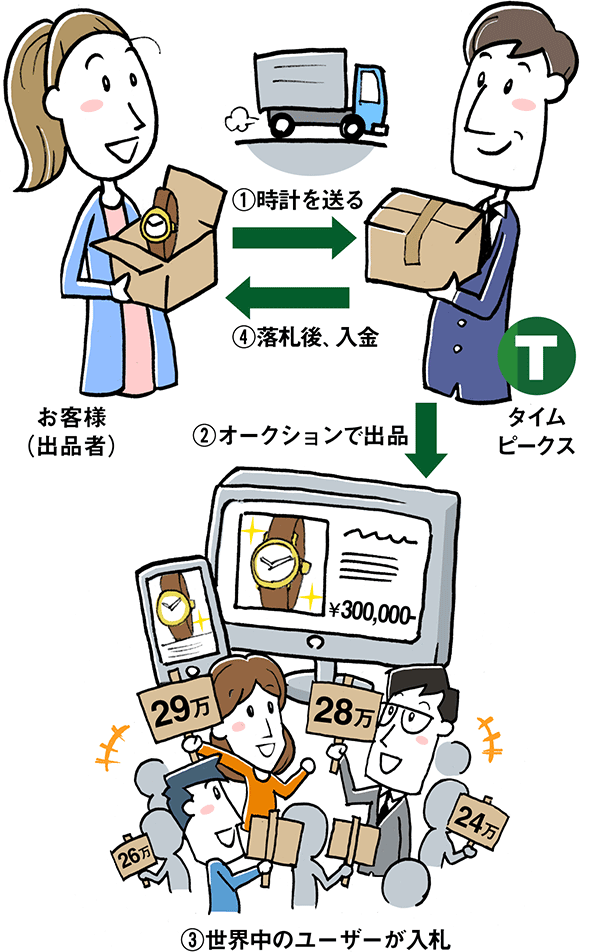 ①時計を送る
④落札後、入金
お客様
（出品者）
T
タイム
ピークス
②オークションで出品
¥300,000-
29万
28万
26万
24万
③世界中のユーザーが入札